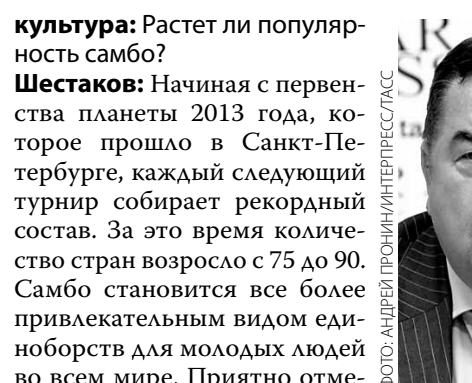 культура: Растет ли популяр-
ность самбо?
Шестаков: Начиная с первен-
ства планеты 2013 года, ко-
торое прошло в Санкт-Пе-
тербурге, каждый следующий
турнир собирает рекордный
состав. За это время количе-
ство стран возросло с 75 до 90.
Самбо становится все более
привлекательным видом еди-
ноборств для молодых людей
во всем мире. Приятно отме-
ФОТО: АНДРЕЙ ПРОНИН/ИНТЕРПРЕСС/ТАСС